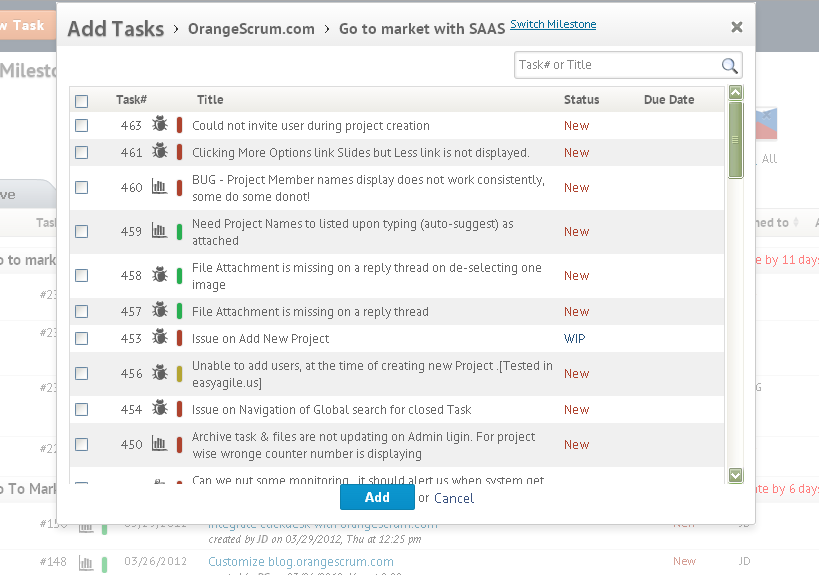 w Task
Add Tasks › OrangeScrum.com › Go to market with SAAS Switch Milestone
Milesto
Task# or Title
Task# Title Status Due Date
463 Could not invite user during project creation New
461 Clicking More Options link Slides but Less link is not displayed. New
All
460 BUG - Project Member names display does not work consistently, New
some do some donot!
ve
Task
ned to
459 Need Project Names to listed upon typing (auto-suggest) as New
attached
o to mark
e by 11 days
458 File Attachment is missing on a reply thread on de-selecting one New
image
#23
457 File Attachment is missing on a reply thread New
#23
453 Issue on Add New Project WIP
456 Unable to add users, at the time of creating new Project .[Tested in New
easyagile.us]
#23
G
454 Issue on Navigation of Global search for closed Task New
450 Archive task & files are not updating on Admin ligin. For project New
wise wronge counter number is displaying
#22
Can we put some monitoring , it should alert us when system get
o To Mark
ate by 6 days
Add or Cancel
#150 03/29/2012 Integrate clickdesk with orangescrum.com New JD
created by JD on 03/29/2012, Thu at 12:25 pm
#148 03/26/2012 Customize blog.orangescrum.com New JD